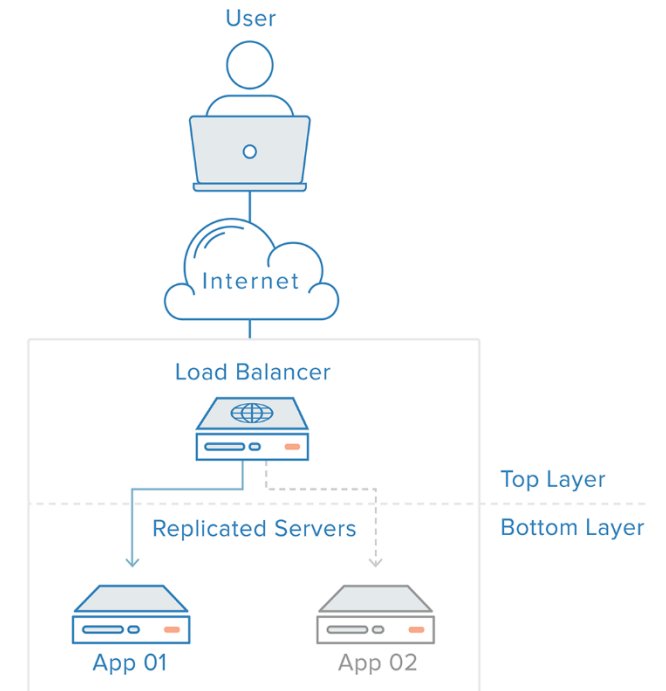 User
Internet
Load Balancer
Top Layer
Replicated Servers
Bottom Layer
App 01
App 02